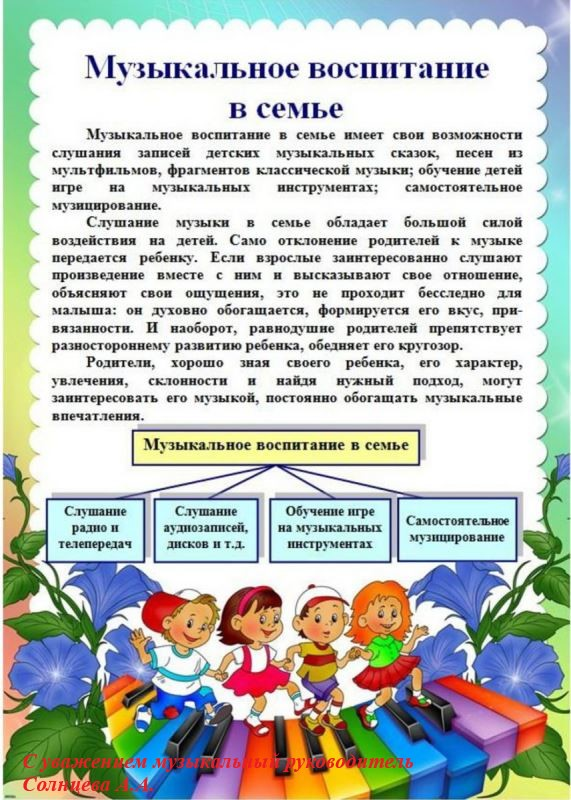 Музыкальное воспитание
в семье
Музыкальное воспитание в семье имеет свои возможности
слушания записей детских музыкальных сказок, песен из
мультфильмов, фрагментов классической музыки; обучение детей
игре на музыкальных инструментах; самостоятельное
музицирование.
Слушание музыки в семье обладает большой силой
воздействия на детей. Само отклонение родителей к музыке
передается ребенку. Если взрослые заинтересованно слушают
произведение вместе с ним и высказывают свое отношение,
объясняют свои ощущения, это не проходит бесследно для
малыша: он духовно обогащается, формируется его вкус, при-
вязанности. И наоборот, равнодушие родителей препятствует
разностороннему развитию ребенка, обедняет его кругозор.
Родители, хорошо зная своего ребенка, его характер,
увлечения, склонности и найдя нужный подход, могут
заинтересовать его музыкой, постоянно обогащать музыкальные
впечатления.
Музыкальное воспитание в семье
Слушание
радио и
телепередач
Слушание
аудиозаписей,
дисков и т.д.
Обучение игре
на музыкальных
инструментах
Самостоятельное
музицирование
С уважением музыкальный руководитель
Солнцева А.А.